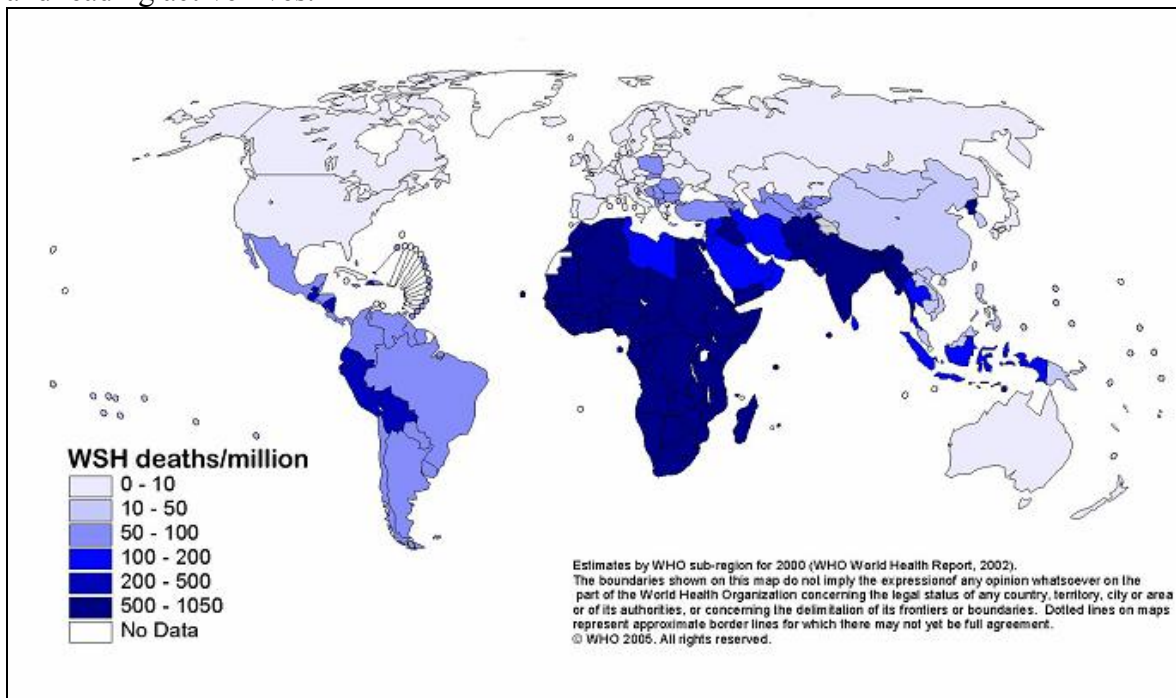 WSH deaths/million
0 - 10
10 - 50
50 - 100
100 - 200
200 - 500
500 - 1050
No Data
Estimates by WHO sub-region for 2000 (WHO World Health Report, 2002).
The boundaries shown on this map do not imply the expressionof any opinion whatsoever on the
part of the World Health Organization concerning the legal status of any country, territory, city or area
or of its authorities, or concerning the delimitation of its frontiers or boundaries. Dotted lines on maps
represent approximate border lines for which there may not yet be full agreement.
© WHO 2005. All rights reserved.